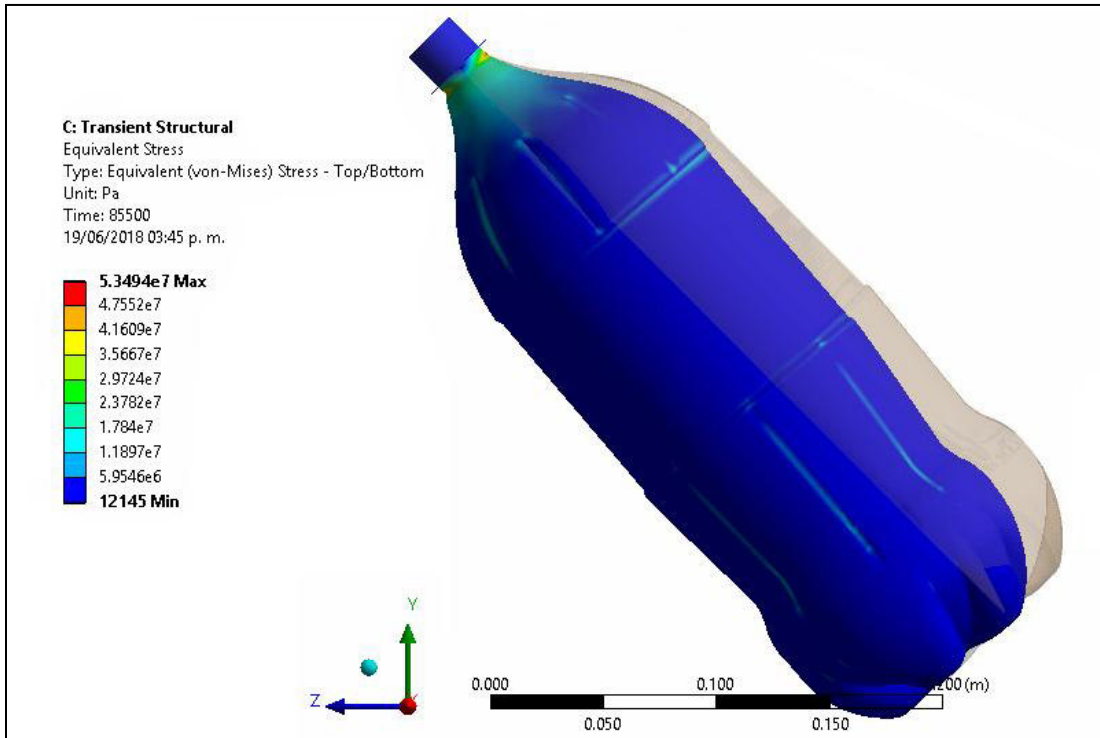 C: Transient Structural
Equivalent Stress
Type: Equivalent (von-Mises) Stress - Top/Bottom
Unit: Pa
Time: 85500
19/06/2018 03:45 p. m.
5.3494e7 Max
4.7552e7
4.1609e7
3.5667e7
2.9724e7
2.3782e7
1.784e7
1.1897e7
5.9546e6
12145 Min
Y
Z
0.000
0.100
(m)
0.050
0.150